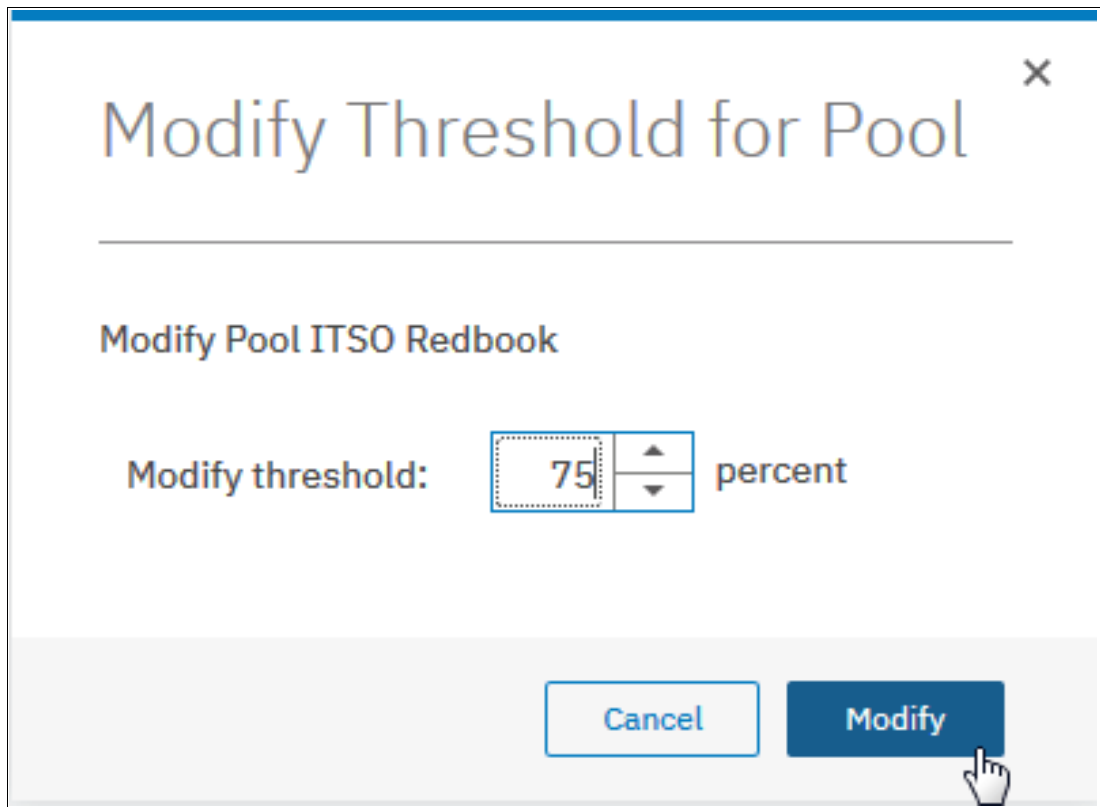 Modify Threshold for Pool
Modify Pool ITSO Redbook
Modify threshold: 75 percent
Cancel Modify